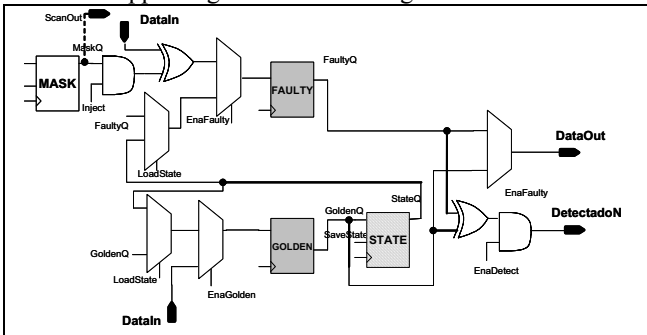 ScanOut
DataIn
MaskQ
MASK
Inject
FaultyQ
EnaFaulty
FAULTY
FaultyQ
LoadState
DataOut
EnaFaulty
StateQ
GoldenQ
SaveState
STATE
DetectadoN
GOLDEN
GoldenQ
LoadState
EnaGolden
EnaDetect
DataIn